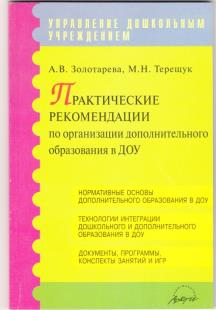 УПРАВЛЕНИЕ ДОШКОЛЬНЫМ
УЧРЕЖДЕНИЕМ
А.В. Золотарева, М.Н. Терещук
ПРАКТИЧЕСКИЕ
РЕКОМЕНДАЦИИ
по организации дополнительного
образования в ДОУ
НОРМАТИВНЫЕ ОСНОВЫ
ДОПОЛНИТЕЛЬНОГО ОБРАЗОВАНИЯ В ДОУ
ТЕХНОЛОГИИ ИНТЕГРАЦИИ
ДОШКОЛЬНОГО И ДОПОЛНИТЕЛЬНОГО
ОБРАЗОВАНИЯ В ДОУ
ДОКУМЕНТЫ, ПРОГРАММЫ,
КОНСПЕКТЫ ЗАНЯТИЙ И ИГР